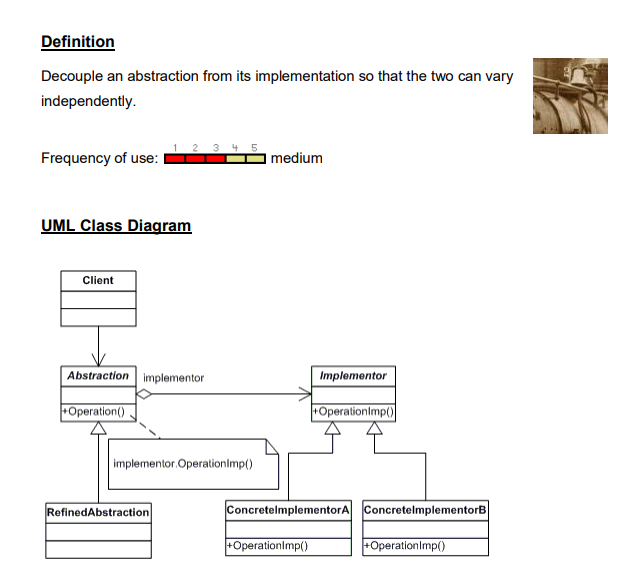 Definition
Decouple an abstraction from its implementation so that the two can vary
independently.
1 2 3 4 5
Frequency of use: medium
UML Class Diagram
Client
Abstraction
implementor
Implementor
+Operation()
+OperationImp()
implementor.OperationImp()
RefinedAbstraction
ConcreteImplementorA
ConcreteImplementorB
+OperationImp()
+OperationImp()